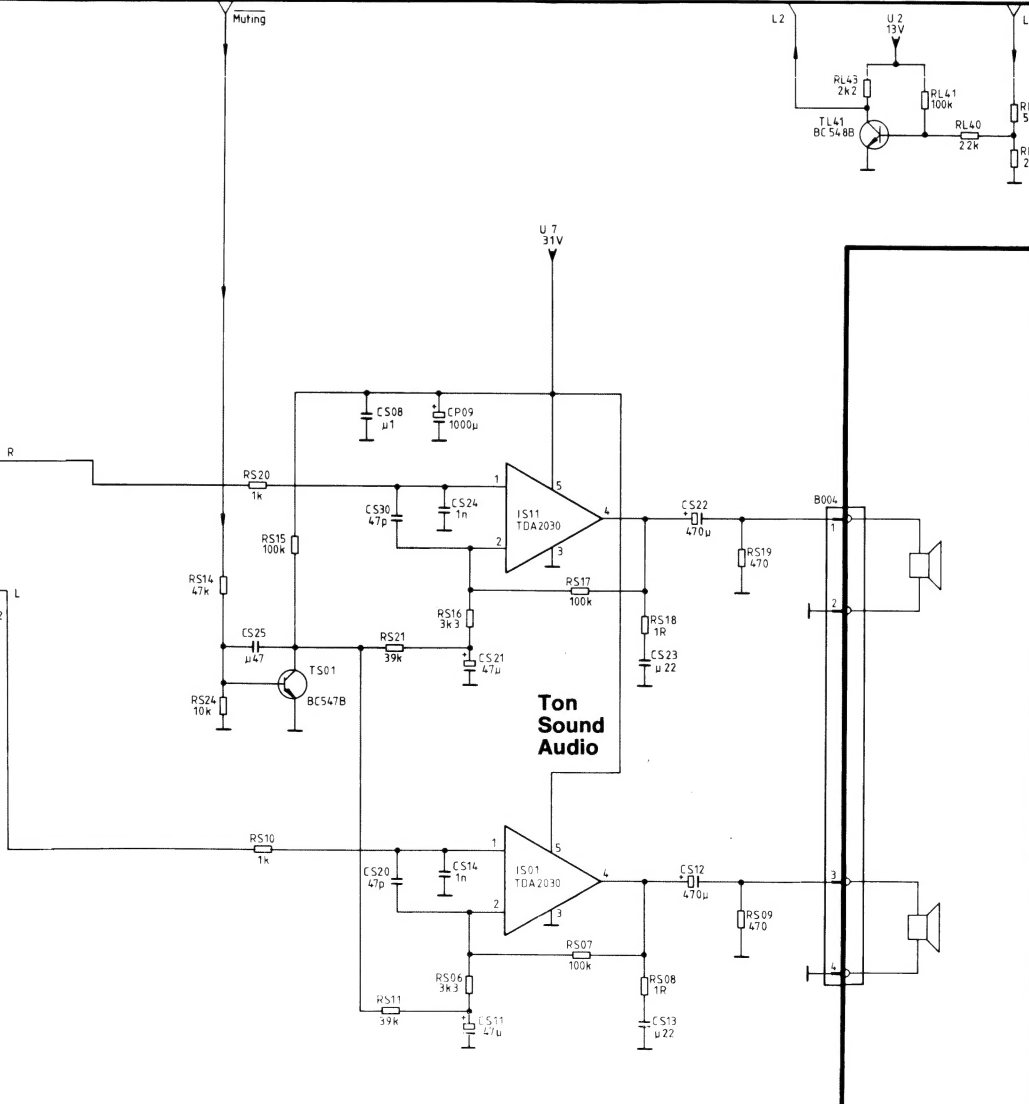 Muting
L2
U 2
13V
L
RL43
2k2
RL41
100k
TL41
BC 548B
RL40
22k
U 7
31V
CS08
µ1
+
CP09
1000µ
R
RS20
1k
1
5
CS30
47p
CS24
1n
IS11
TDA2030
4
+
CS22
470µ
B004
1
2
3
RS15
100k
RS19
470
RS14
47k
RS17
100k
2
RS16
3k3
RS18
1R
L
CS25
µ47
RS21
39k
+
CS21
47µ
CS23
µ 22
TS01
BC547B
RS24
10k
Ton
Sound
Audio
RS10
1k
1
5
CS20
47p
CS14
1n
IS01
TDA2030
4
+
CS12
470µ
3
2
3
RS09
470
RS07
100k
4
RS06
3k3
RS08
1R
RS11
39k
+
CS11
47µ
CS13
µ 22